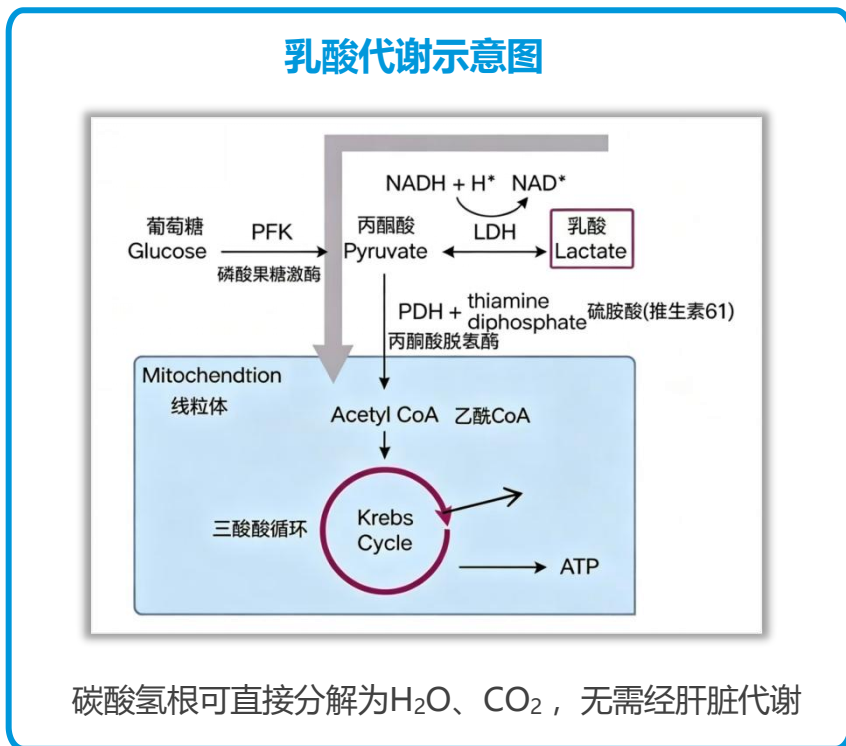 乳酸代谢示意图
NADH + H* NAD*
葡萄糖
Glucose
PFK
磷酸果糖激酶
丙酮酸
Pyruvate
LDH
乳酸
Lactate
PDH + thiamine diphosphate 硫胺酸(推生素61)
丙酮酸脱氢酶
Mitochendtion
线粒体
Acetyl CoA 乙酰CoA
三酸酸循环
Krebs
Cycle
ATP
碳酸氢根可直接分解为H₂O、CO₂ ，无需经肝脏代谢